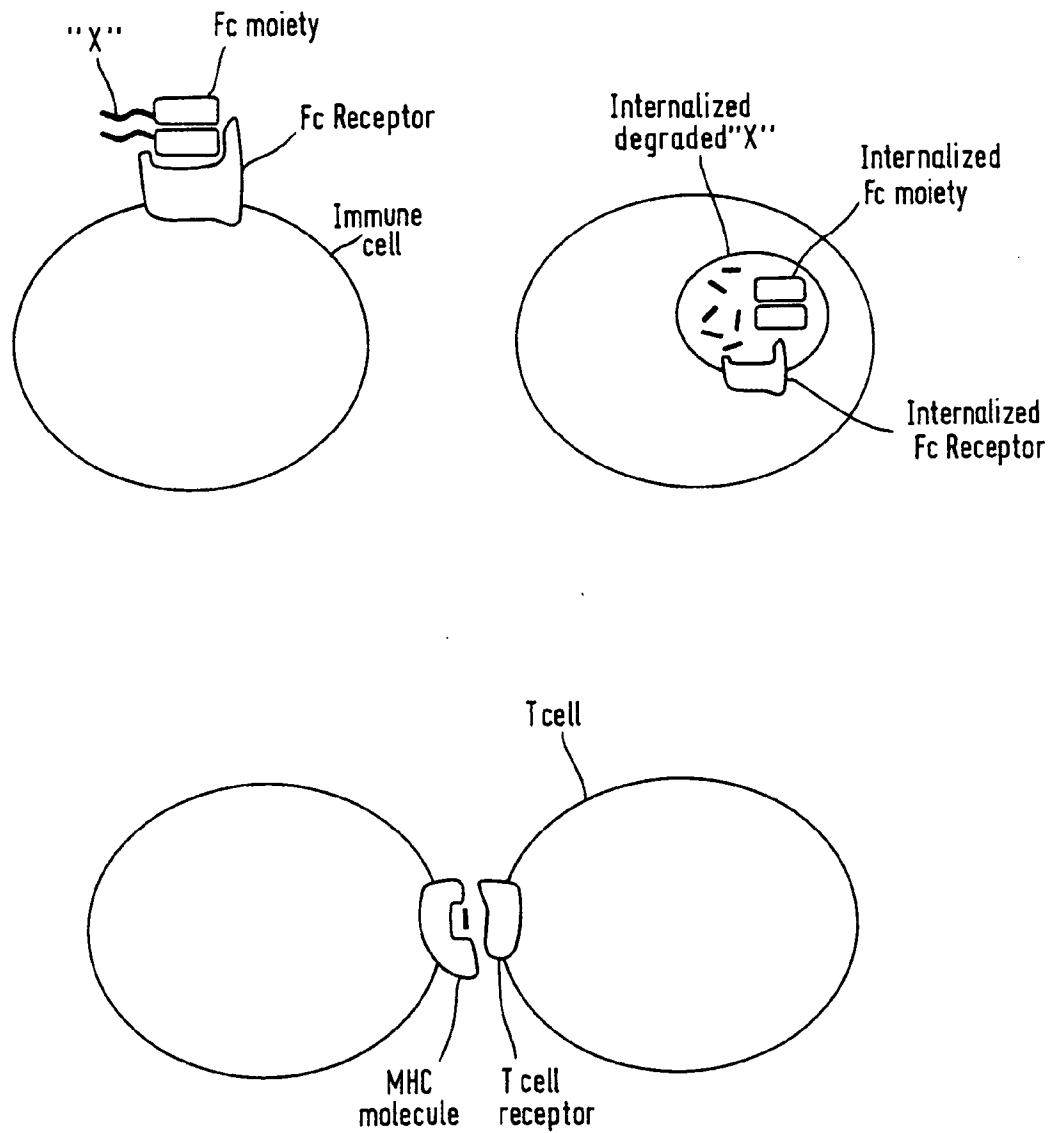 "X"
Fc moiety
Fc Receptor
Immune
cell
Internalized
degraded"X"
Internalized
Fc moiety
Internalized
Fc Receptor
T cell
MHC
molecule
T cell
receptor